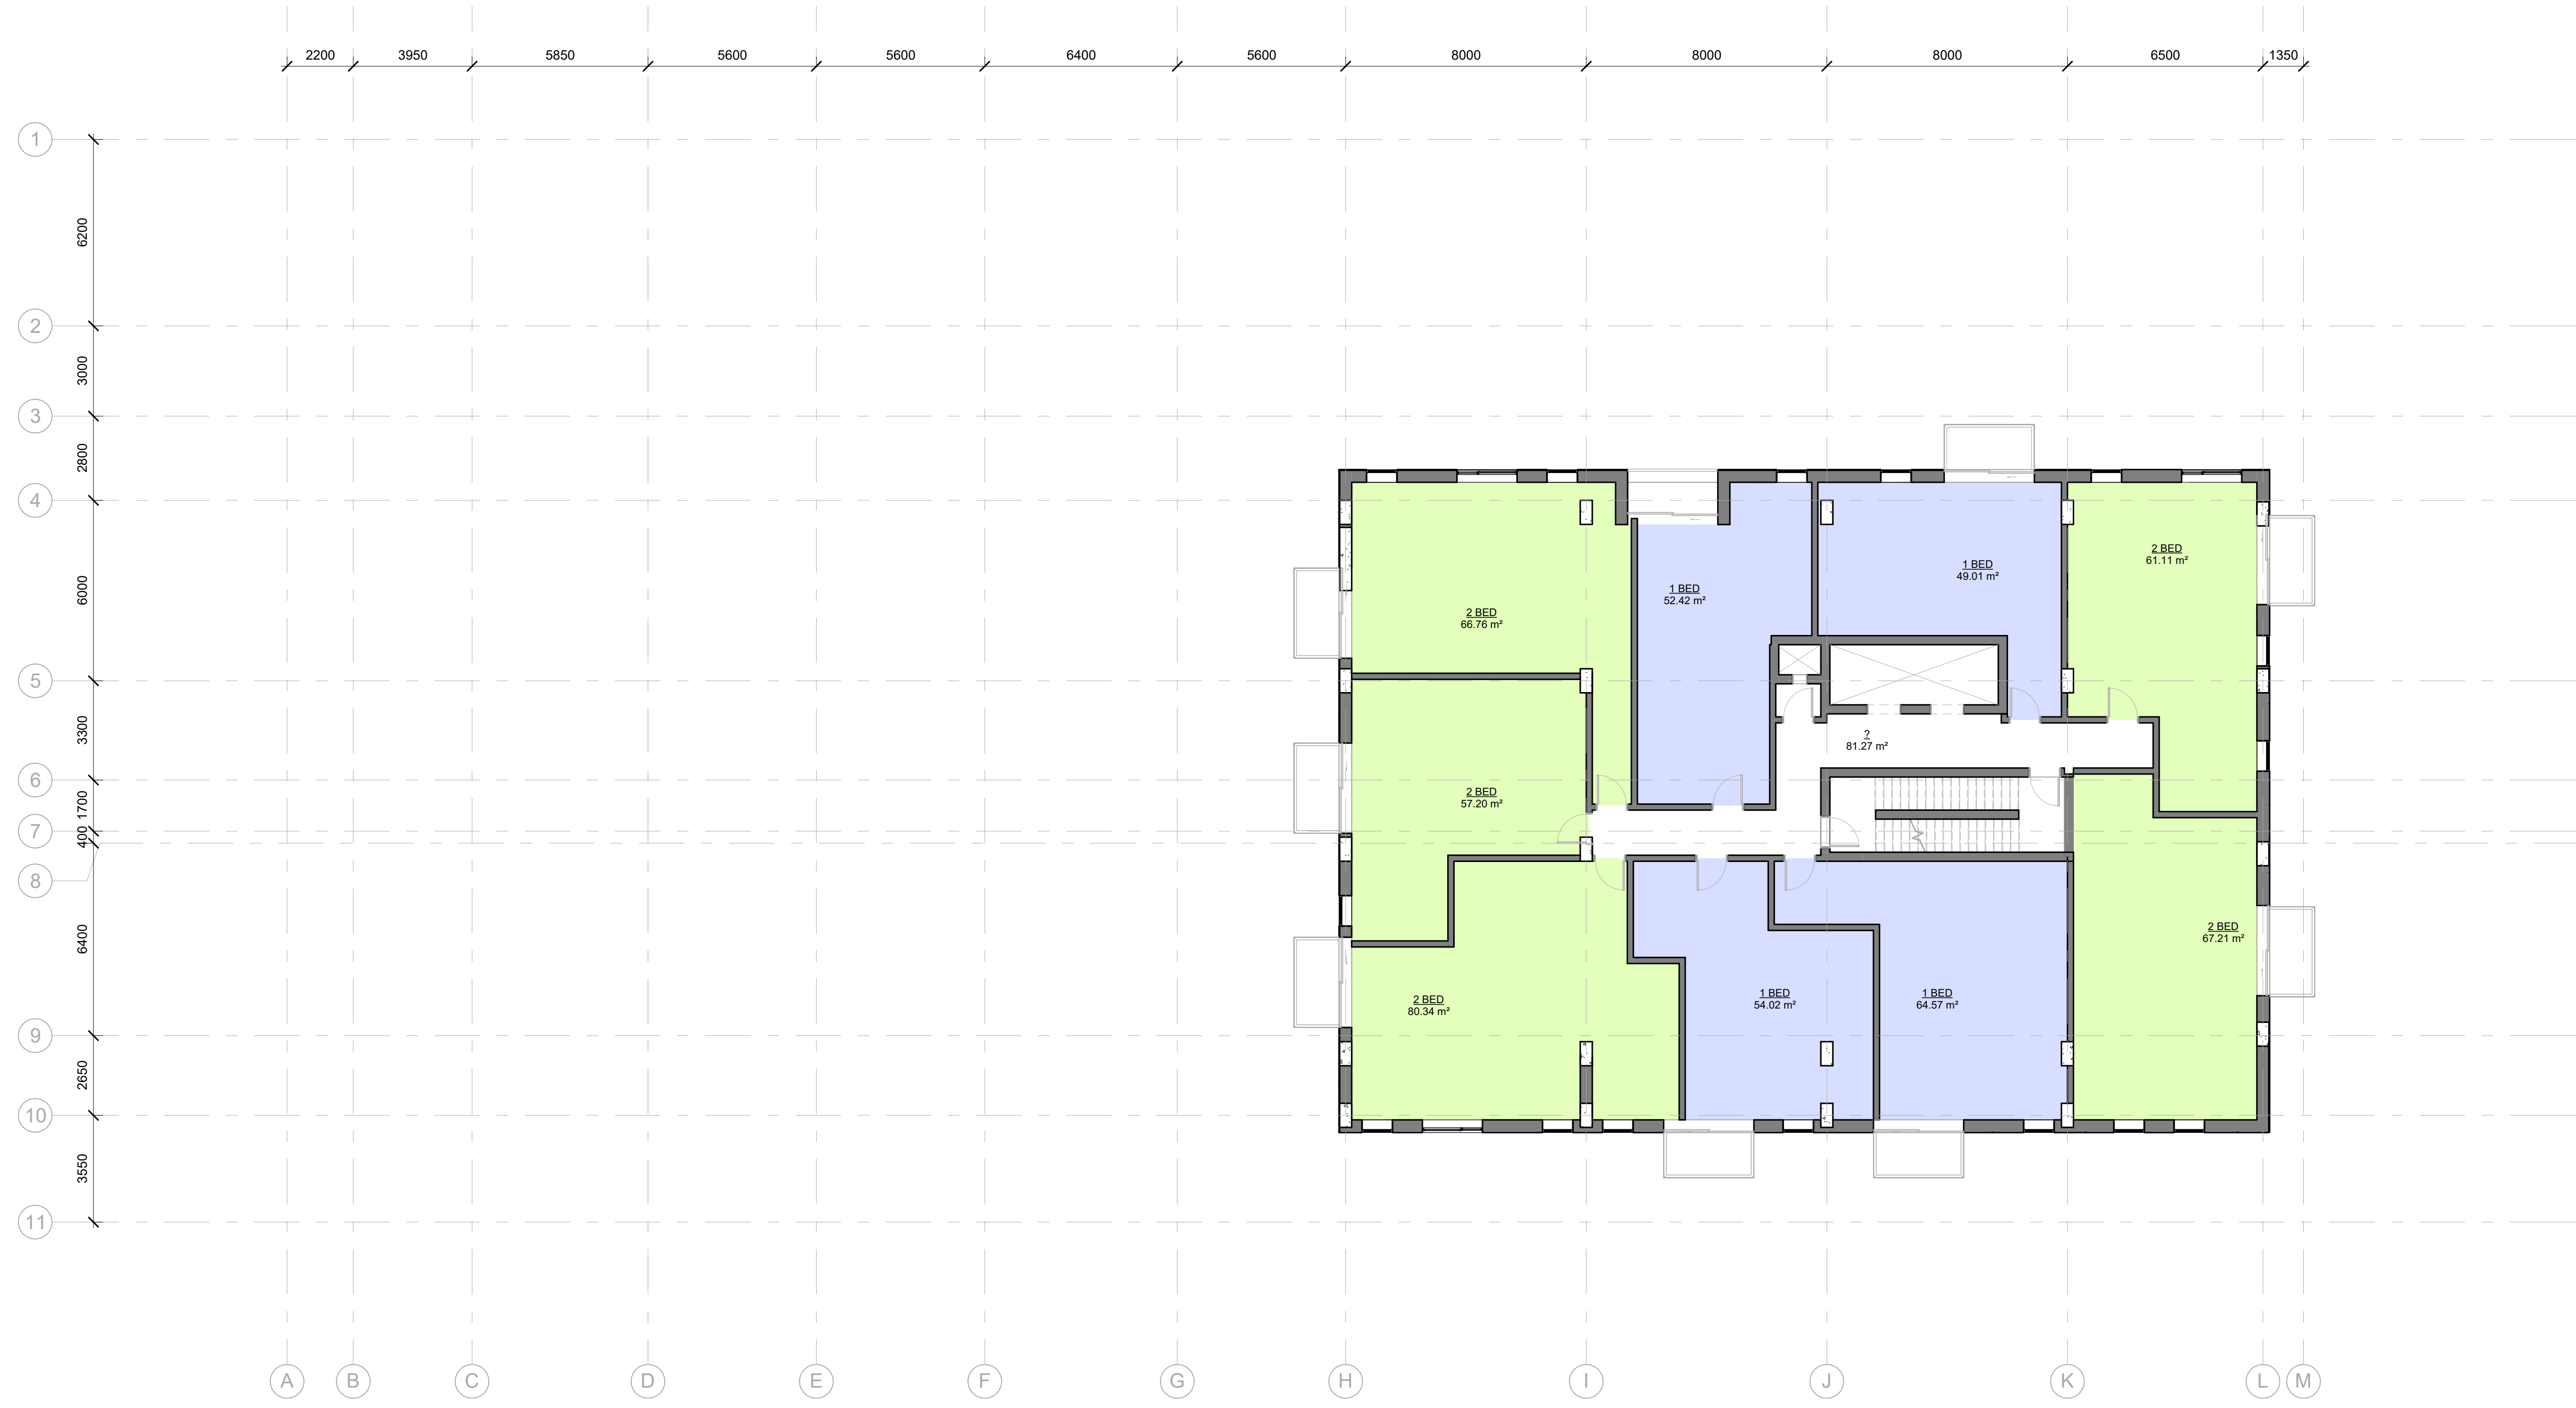 2200 3950 5850 5600 5600 6400 5600 8000 8000 8000 6500 1350
1
6200
2
3000
3
2800
4
6000
5
3300
6
1700
7
400
8
6400
9
2650
10
3550
11
2 BED
61.11 m²
1 BED
49.01 m²
1 BED
52.42 m²
2 BED
66.76 m²
?
81.27 m²
2 BED
57.20 m²
2 BED
67.21 m²
2 BED
80.34 m²
1 BED
54.02 m²
1 BED
64.57 m²
A B C D E F G H I J K L M